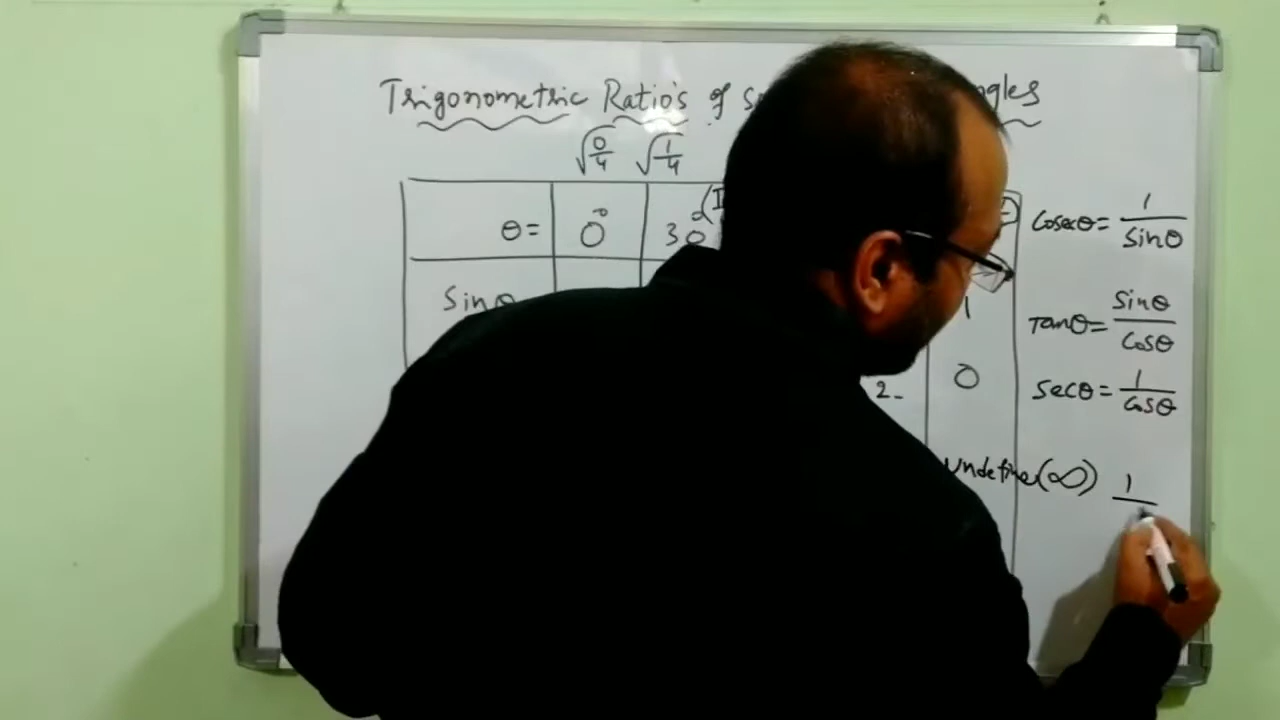 Trigonometric Ratio's of ngles
√0/4 √1/4
θ= 0° 30
Cosecθ= 1/Sinθ
Sinθ 1
Tanθ= Sinθ/Cosθ
2 0
Secθ= 1/Cosθ
Undefine(∞) 1